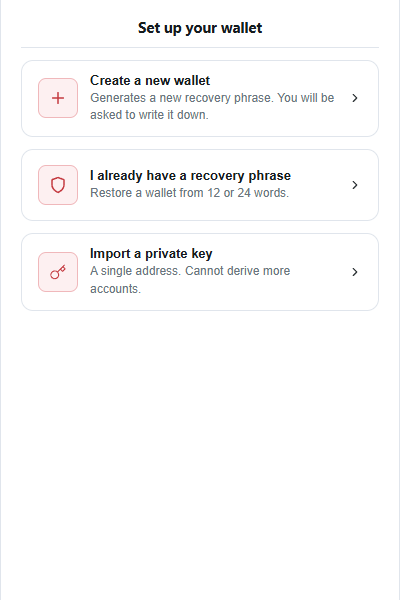 Set up your wallet
Create a new wallet
Generates a new recovery phrase. You will be
asked to write it down.
I already have a recovery phrase
Restore a wallet from 12 or 24 words.
Import a private key
A single address. Cannot derive more
accounts.